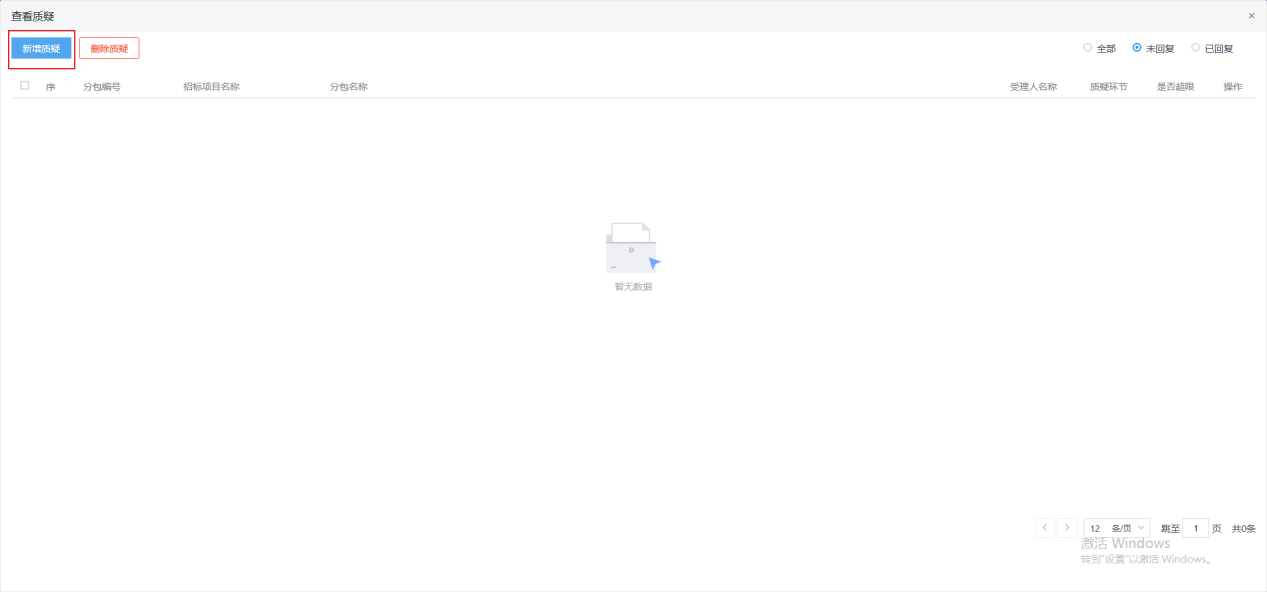 查看质疑 ×
新增质疑 删除质疑 全部 未回复 已回复
序 分包编号 招标项目名称 分包名称 受理人名称 质疑环节 是否超限 操作
暂无数据
12 条/页 跳至 1 页 共0条
激活 Windows
转到"设置"以激活 Windows。